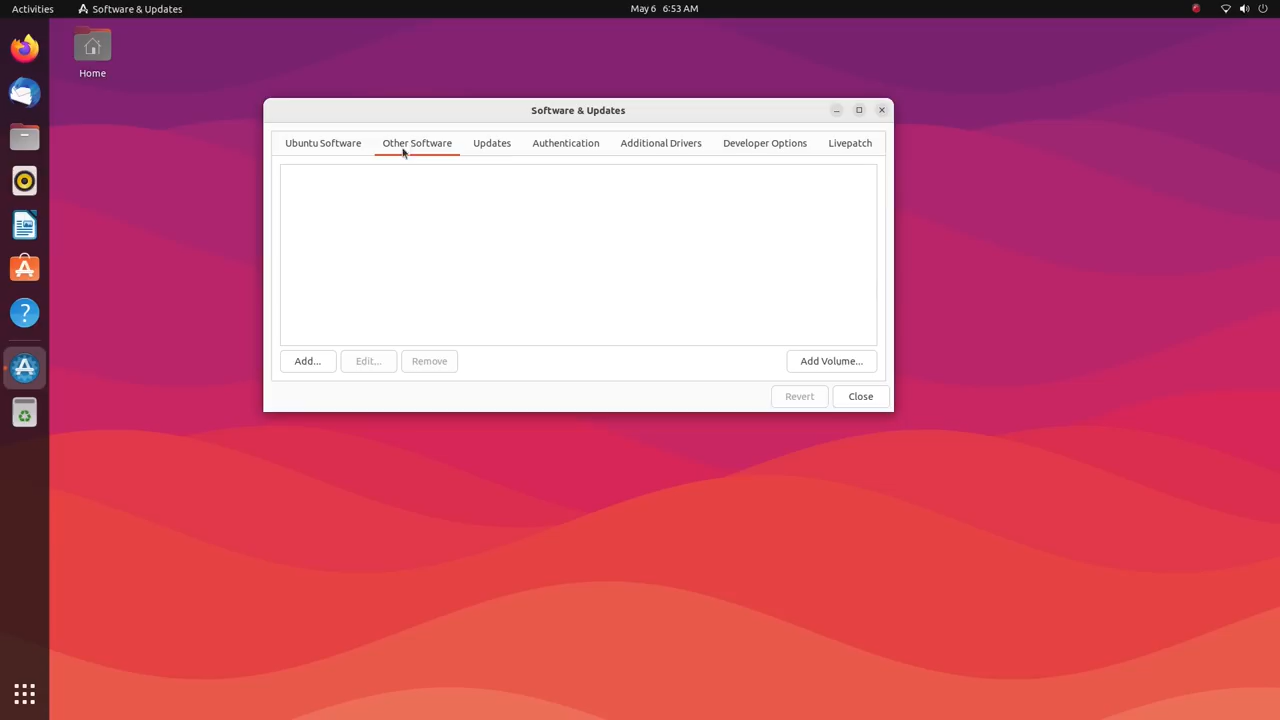 Activities Software & Updates May 6 6:53 AM
Home
Software & Updates
Ubuntu Software Other Software Updates Authentication Additional Drivers Developer Options Livepatch
Add... Edit... Remove Add Volume...
Revert Close